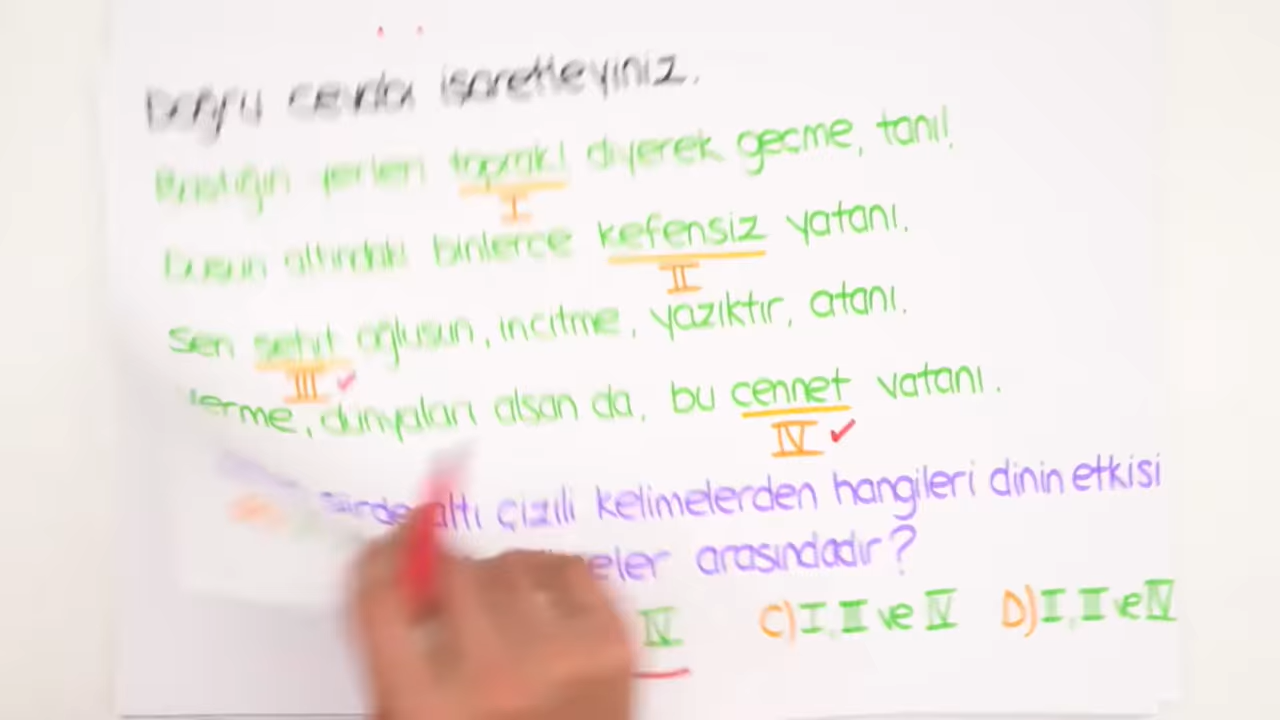 Doğru cevabı işaretleyiniz.
Bastığın yerleri toprak! diyerek geçme, tanı!
I
Düşün altındaki binlerce kefensiz yatanı.
II
Sen şehit oğlusun, incitme, yazıktır, atanı.
III
Verme, dünyaları alsan da, bu cennet vatanı.
IV
altı çizili kelimelerden hangileri dinin etkisi
arasındadır?
IV C) I, II ve IV D) I, II ve IV